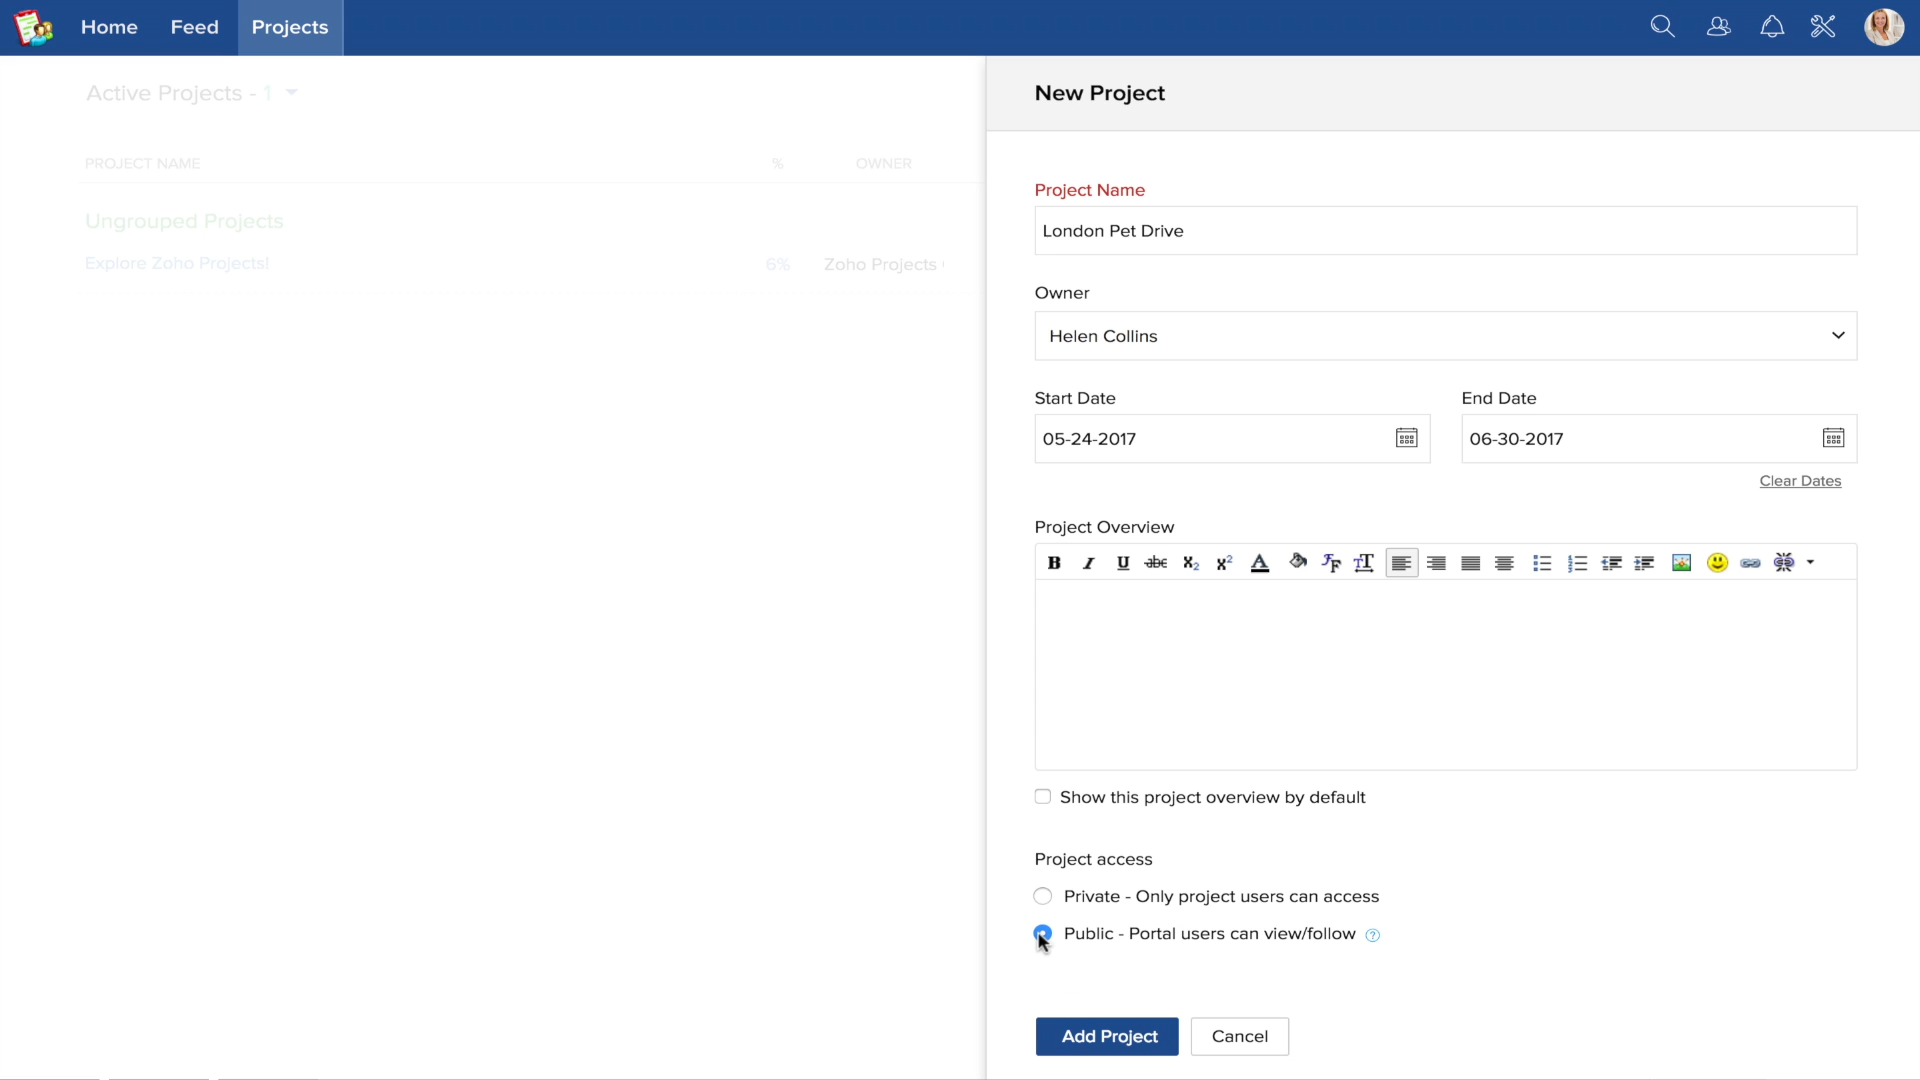 Home Feed Projects
Active Projects - 1
PROJECT NAME % OWNER
Ungrouped Projects
Explore Zoho Projects! 6% Zoho Projects
New Project
Project Name
London Pet Drive
Owner
Helen Collins
Start Date End Date
05-24-2017 06-30-2017
Clear Dates
Project Overview
Show this project overview by default
Project access
Private - Only project users can access
Public - Portal users can view/follow ?
Add Project Cancel